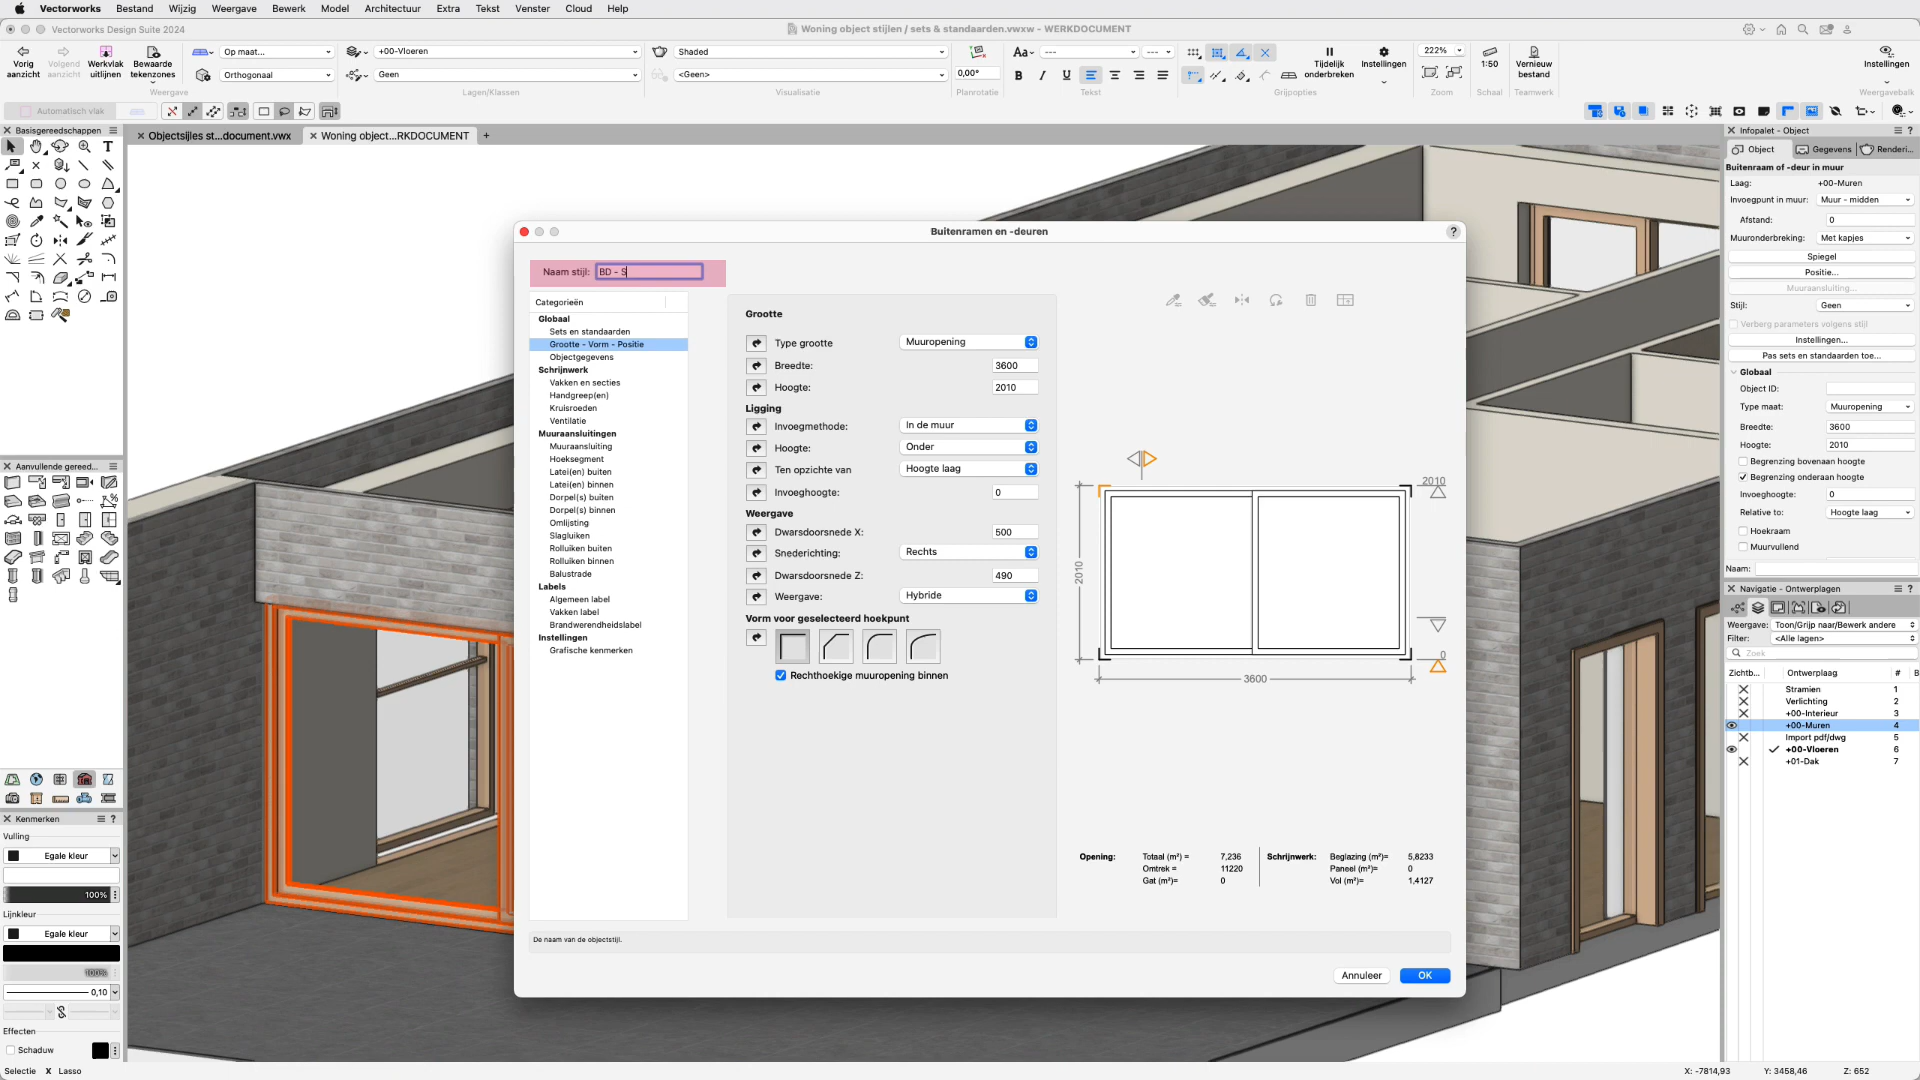 Vectorworks Bestand Wijzig Weergave Bewerk Model Architectuur Extra Tekst Venster Cloud Help
Vectorworks Design Suite 2024
Woning object stijlen / sets & standaarden.vwxw - WERKDOCUMENT
Vorig aanzicht
Volgend aanzicht
Werkvlak uitlijnen
Bewaarde tekenzones
Op maat...
Orthogonaal
Weergave
+00-Vloeren
Geen
Lagen/Klassen
Shaded
<Geen>
Visualisatie
0,00°
Planrotatie
Aa
---
---
B I U
Tekst
Tijdelijk onderbreken
Instellingen
Grijpopties
222%
Zoom
1:50
Schaal
Vernieuw bestand
Teamwerk
Instellingen
Weergavebalk
Automatisch vlak
Basisgereedschappen
Objectsijles st...document.vwx
Woning object...RKDOCUMENT
+
Aanvullende gereed...
Kenmerken
?
Vulling
Egale kleur
100%
Lijnkleur
Egale kleur
100%
0,10
Effecten
Schaduw
Selectie X Lasso
Buitenramen en -deuren
?
Naam stijl: BD - S
Categorieën
Globaal
Sets en standaarden
Grootte - Vorm - Positie
Objectgegevens
Schrijnwerk
Vakken en secties
Handgreep(en)
Kruisroeden
Ventilatie
Muuraansluitingen
Muuraansluiting
Hoeksegment
Latei(en) buiten
Latei(en) binnen
Dorpel(s) buiten
Dorpel(s) binnen
Omlijsting
Slagluiken
Rolluiken buiten
Rolluiken binnen
Balustrade
Labels
Algemeen label
Vakken label
Brandwerendheidslabel
Instellingen
Grafische kenmerken
Grootte
Type grootte Muuropening
Breedte: 3600
Hoogte: 2010
Ligging
Invoegmethode: In de muur
Hoogte: Onder
Ten opzichte van Hoogte laag
Invoeghoogte: 0
Weergave
Dwarsdoorsnede X: 500
Snederichting: Rechts
Dwarsdoorsnede Z: 490
Weergave: Hybride
Vorm voor geselecteerd hoekpunt
Rechthoekige muuropening binnen
2010
2010
0
3600
Opening: Totaal (m²) = 7,236 Schrijnwerk: Beglazing (m²)= 5,8233
Omtrek = 11220 Paneel (m²)= 0
Gat (m²)= 0 Vol (m²)= 1,4127
De naam van de objectstijl.
Annuleer OK
Infopalet - Object
?
Object Gegevens Renderi...
Buitenraam of -deur in muur
Laag: +00-Muren
Invoegpunt in muur: Muur - midden
Afstand: 0
Muuronderbreking: Met kapjes
Spiegel
Positie...
Muuraansluiting...
Stijl: Geen
Verberg parameters volgens stijl
Instellingen...
Pas sets en standaarden toe...
Globaal
Object ID:
Type maat: Muuropening
Breedte: 3600
Hoogte: 2010
Begrenzing bovenaan hoogte
Begrenzing onderaan hoogte
Invoeghoogte: 0
Relative to: Hoogte laag
Hoekraam
Muurvullend
Naam:
Navigatie - Ontwerplagen
?
Weergave: Toon/Grijp naar/Bewerk andere
Filter: <Alle lagen>
Zoek
Zichtb... Ontwerplaag # B
Stramien 1
Verlichting 2
+00-Interieur 3
+00-Muren 4
Import pdf/dwg 5
+00-Vloeren 6
+01-Dak 7
X: -7814,93 Y: 3458,46 Z: 652